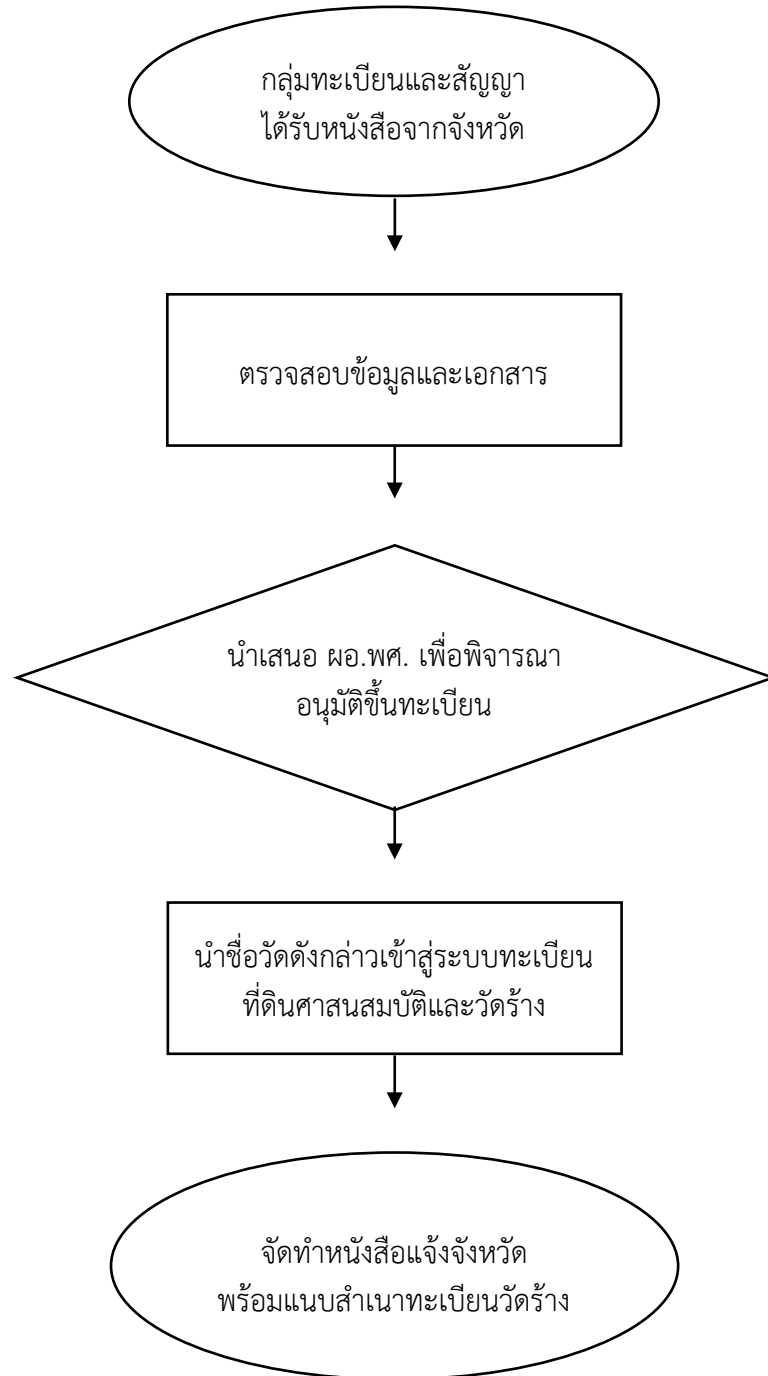 กลุ่มทะเบียนและสัญญา
ได้รับหนังสือจากจังหวัด
ตรวจสอบข้อมูลและเอกสาร
นำเสนอ ผอ.พศ. เพื่อพิจารณา
อนุมัติขึ้นทะเบียน
นำชื่อวัดดังกล่าวเข้าสู่ระบบทะเบียน
ที่ดินศาสนสมบัติและวัดร้าง
จัดทำหนังสือแจ้งจังหวัด
พร้อมแนบสำเนาทะเบียนวัดร้าง